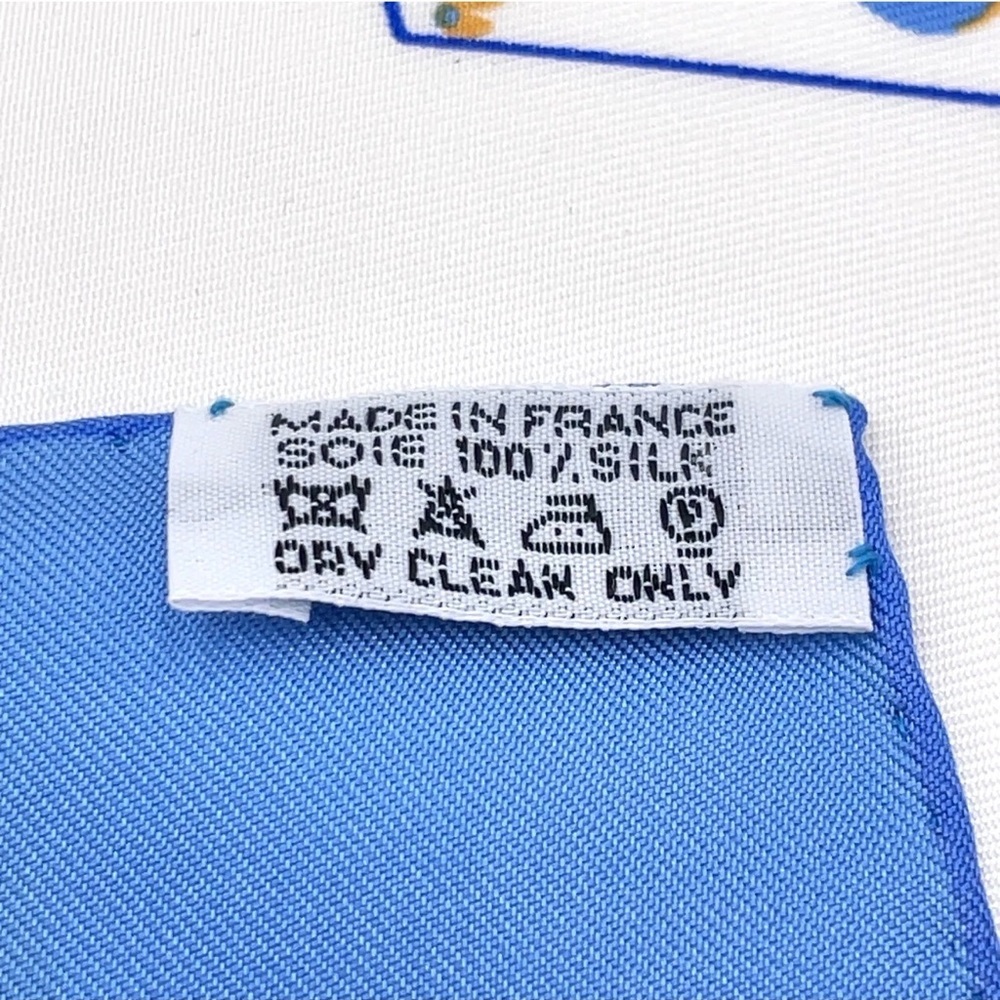 MADE IN FRANCE
SOIE 100% SILK
P
DRY CLEAN ONLY